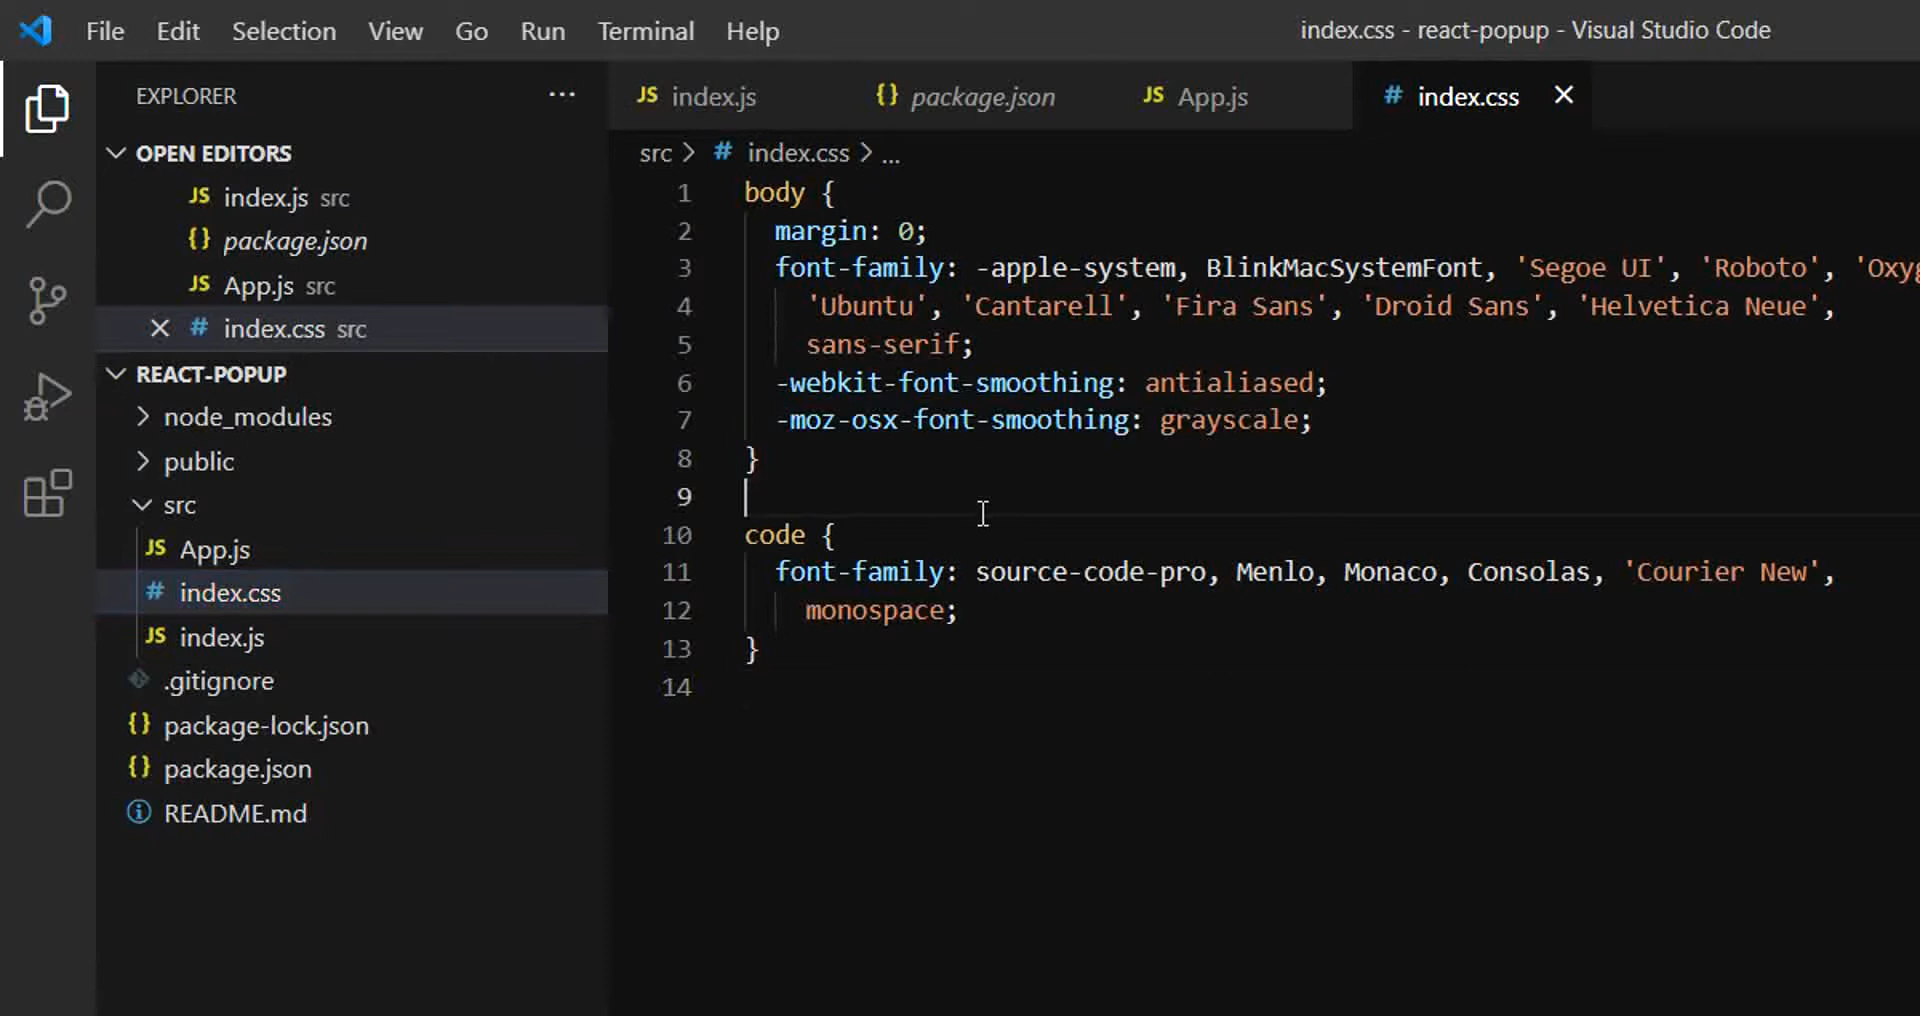 File Edit Selection View Go Run Terminal Help
index.css - react-popup - Visual Studio Code
EXPLORER ...
OPEN EDITORS
JS index.js src
{} package.json
JS App.js src
# index.css src
REACT-POPUP
node_modules
public
src
JS App.js
# index.css
JS index.js
.gitignore
{} package-lock.json
{} package.json
README.md
JS index.js {} package.json JS App.js # index.css
src > # index.css > ...
1 body {
2 margin: 0;
3 font-family: -apple-system, BlinkMacSystemFont, 'Segoe UI', 'Roboto',
4 'Ubuntu', 'Cantarell', 'Fira Sans', 'Droid Sans', 'Helvetica Neue',
5 sans-serif;
6 -webkit-font-smoothing: antialiased;
7 -moz-osx-font-smoothing: grayscale;
8 }
9
10 code {
11 font-family: source-code-pro, Menlo, Monaco, Consolas, 'Courier New',
12 monospace;
13 }
14